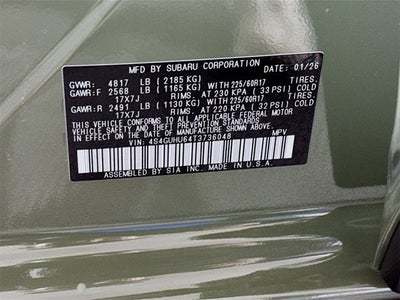 MFD BY SUBARU CORPORATION DATE: 01/26
GVWR: 4817 LB (2185 KG)
GAWR:F 2568 LB (1165 KG) WITH 225/60R17 TIRES,
17X7J RIMS, AT 230 KPA (33 PSI) COLD
GAWR:R 2491 LB (1130 KG) WITH 225/60R17 TIRES,
17X7J RIMS, AT 220 KPA (32 PSI) COLD
THIS VEHICLE CONFORMS TO ALL APPLICABLE FEDERAL
MOTOR VEHICLE SAFETY AND THEFT PREVENTION STANDARDS
IN EFFECT ON THE DATE OF MANUFACTURE SHOWN ABOVE.
VIN: 4S4GUHU64T3736048 MPV
ASSEMBLED BY SIA INC. IN U.S.A.